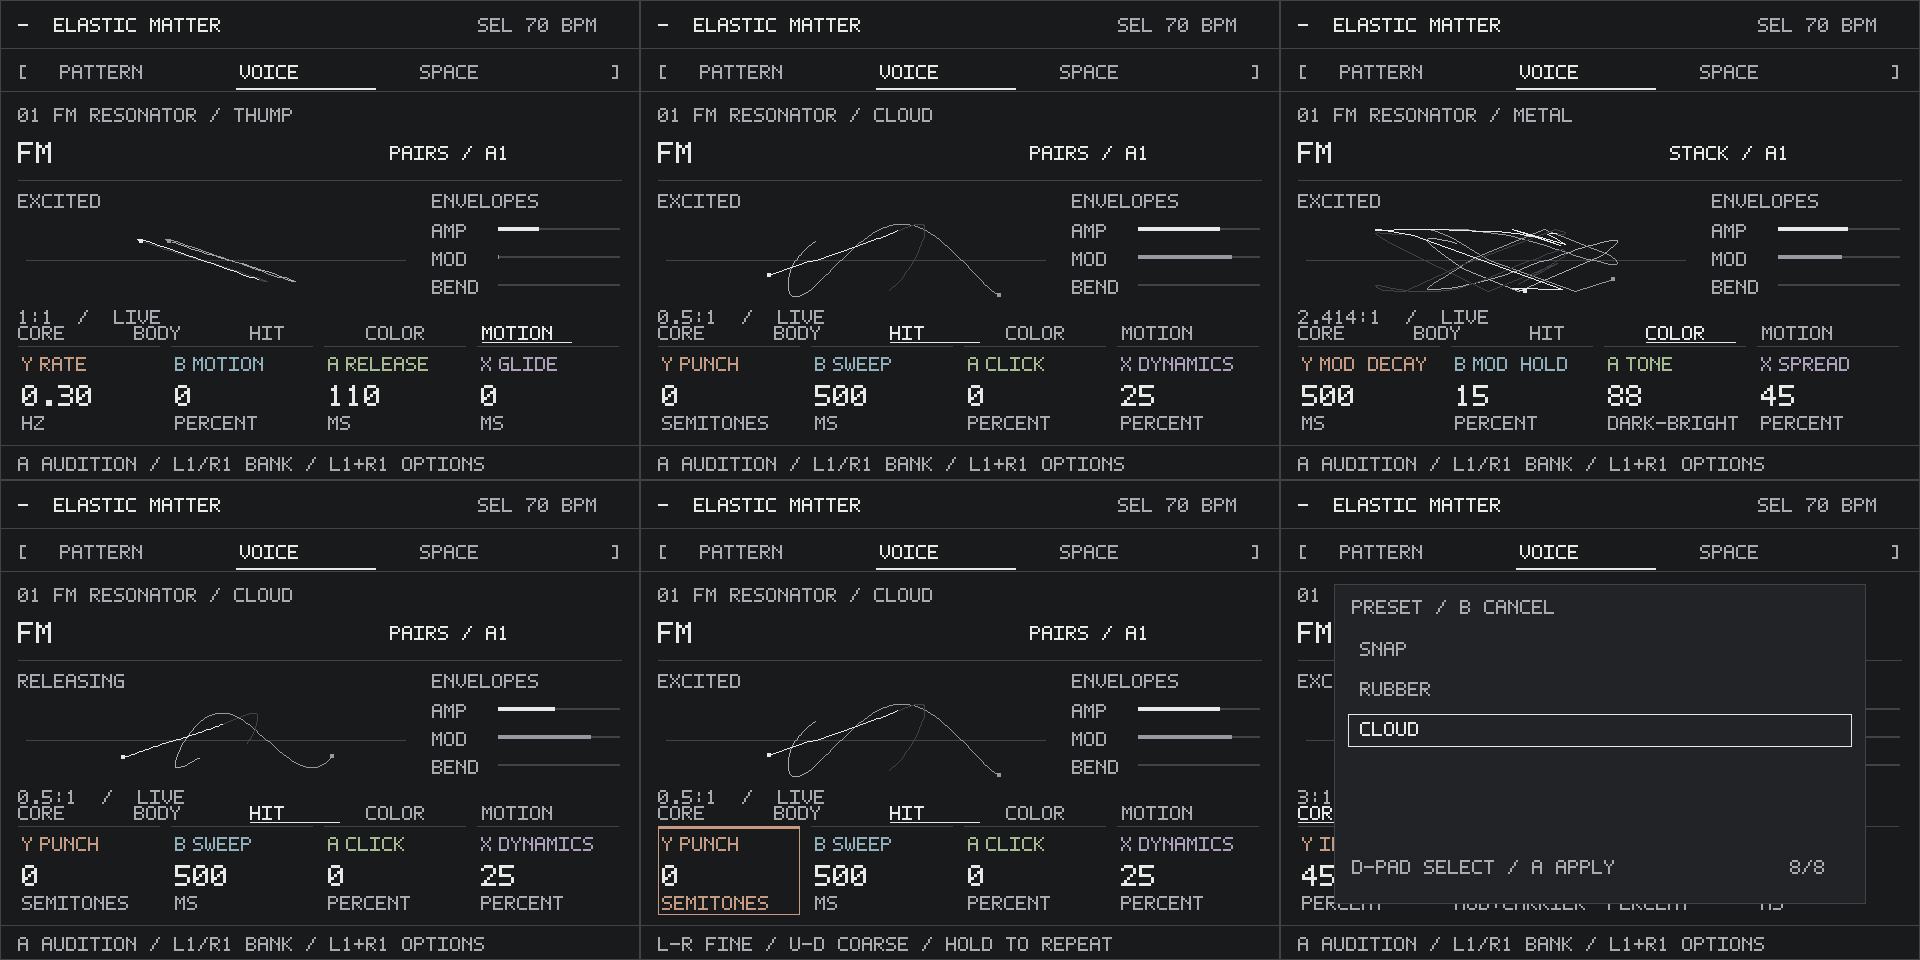 — ELASTIC MATTER SEL 70 BPM
[ PATTERN VOICE SPACE ]
01 FM RESONATOR / THUMP
FM PAIRS / A1
EXCITED ENVELOPES
AMP
MOD
BEND
1:1 / LIVE
CORE BODY HIT COLOR MOTION
Y RATE B MOTION A RELEASE X GLIDE
0.30 0 110 0
HZ PERCENT MS MS
A AUDITION / L1/R1 BANK / L1+R1 OPTIONS
— ELASTIC MATTER SEL 70 BPM
[ PATTERN VOICE SPACE ]
01 FM RESONATOR / CLOUD
FM PAIRS / A1
EXCITED ENVELOPES
AMP
MOD
BEND
0.5:1 / LIVE
CORE BODY HIT COLOR MOTION
Y PUNCH B SWEEP A CLICK X DYNAMICS
0 500 0 25
SEMITONES MS PERCENT PERCENT
A AUDITION / L1/R1 BANK / L1+R1 OPTIONS
— ELASTIC MATTER SEL 70 BPM
[ PATTERN VOICE SPACE ]
01 FM RESONATOR / METAL
FM STACK / A1
EXCITED ENVELOPES
AMP
MOD
BEND
2.414:1 / LIVE
CORE BODY HIT COLOR MOTION
Y MOD DECAY B MOD HOLD A TONE X SPREAD
500 15 88 45
MS PERCENT DARK-BRIGHT PERCENT
A AUDITION / L1/R1 BANK / L1+R1 OPTIONS
— ELASTIC MATTER SEL 70 BPM
[ PATTERN VOICE SPACE ]
01 FM RESONATOR / CLOUD
FM PAIRS / A1
RELEASING ENVELOPES
AMP
MOD
BEND
0.5:1 / LIVE
CORE BODY HIT COLOR MOTION
Y PUNCH B SWEEP A CLICK X DYNAMICS
0 500 0 25
SEMITONES MS PERCENT PERCENT
A AUDITION / L1/R1 BANK / L1+R1 OPTIONS
— ELASTIC MATTER SEL 70 BPM
[ PATTERN VOICE SPACE ]
01 FM RESONATOR / CLOUD
FM PAIRS / A1
EXCITED ENVELOPES
AMP
MOD
BEND
0.5:1 / LIVE
CORE BODY HIT COLOR MOTION
Y PUNCH B SWEEP A CLICK X DYNAMICS
0 500 0 25
SEMITONES MS PERCENT PERCENT
L-R FINE / U-D COARSE / HOLD TO REPEAT
— ELASTIC MATTER SEL 70 BPM
[ PATTERN VOICE SPACE ]
01
FM
EXC
3:1
COR
Y I
45
PRESET / B CANCEL
SNAP
RUBBER
CLOUD
D-PAD SELECT / A APPLY 8/8
A AUDITION / L1/R1 BANK / L1+R1 OPTIONS